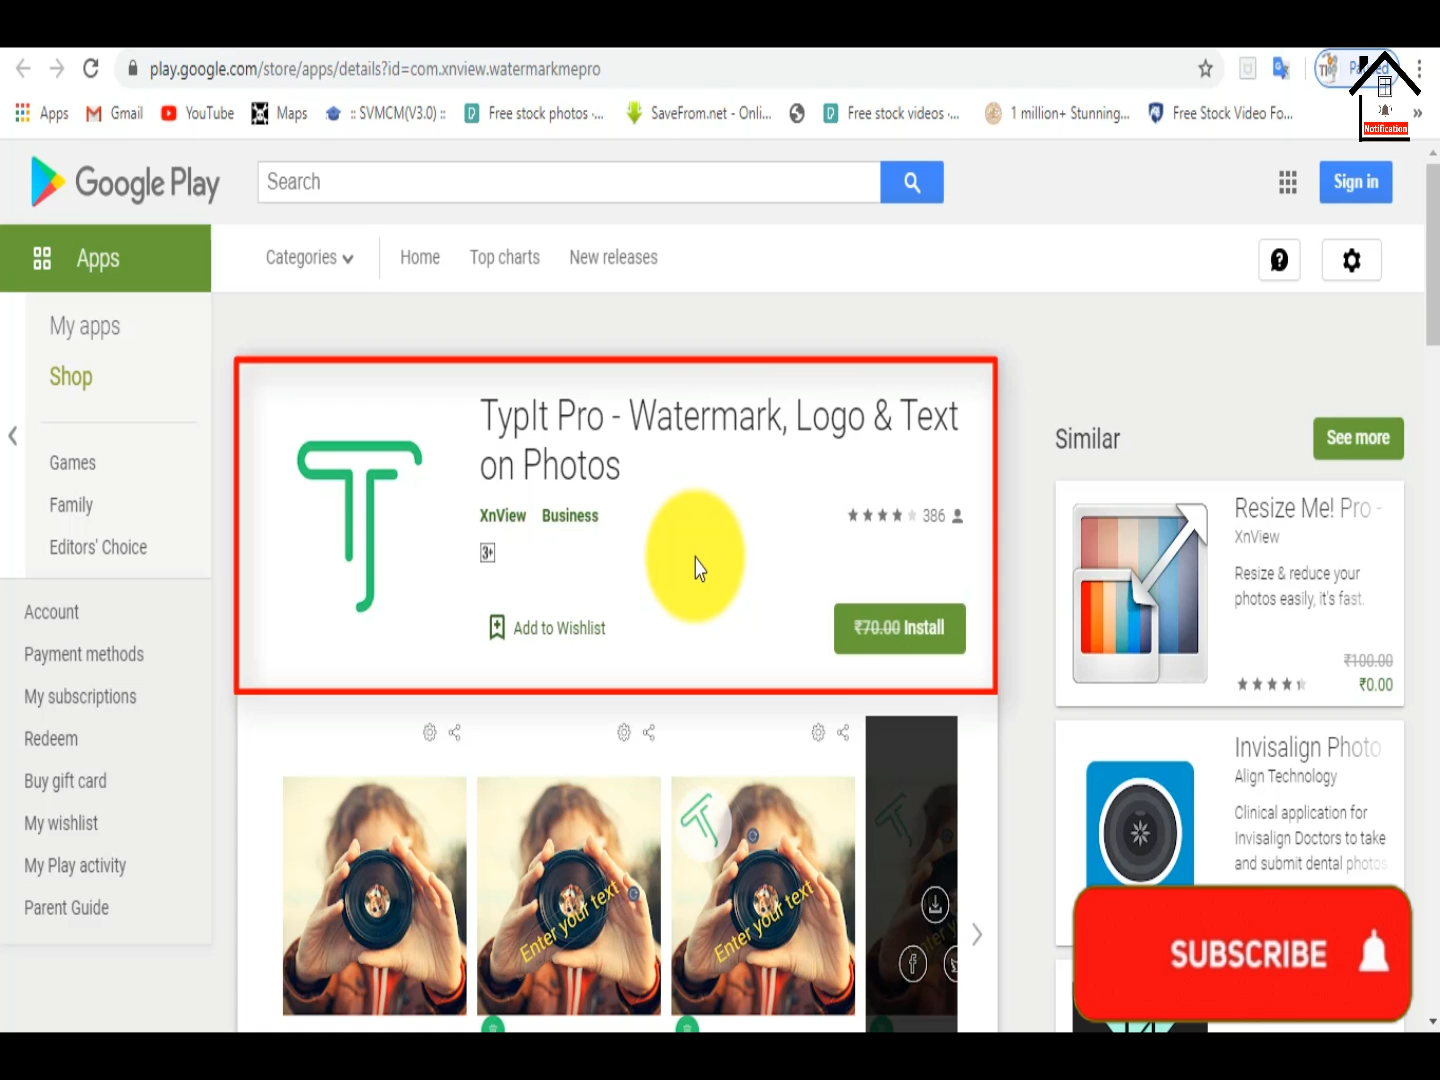 play.google.com/store/apps/details?id=com.xnview.watermarkmepro
Apps
Gmail
YouTube
Maps
:: SVMCM(V3.0) ::
Free stock photos ·...
SaveFrom.net - Onli...
Free stock videos ·...
1 million+ Stunning...
Free Stock Video Fo...
»
Notification
Google Play
Search
Sign in
Apps
Categories
Home
Top charts
New releases
My apps
Shop
Games
Family
Editors' Choice
Account
Payment methods
My subscriptions
Redeem
Buy gift card
My wishlist
My Play activity
Parent Guide
TypIt Pro - Watermark, Logo & Text
on Photos
XnView Business
386
3+
Add to Wishlist
₹70.00 Install
Enter your text
Enter your text
Similar
See more
Resize Me! Pro -
XnView
Resize & reduce your
photos easily, it's fast.
₹100.00
₹0.00
Invisalign Photo
Align Technology
Clinical application for
Invisalign Doctors to take
and submit dental photos
SUBSCRIBE